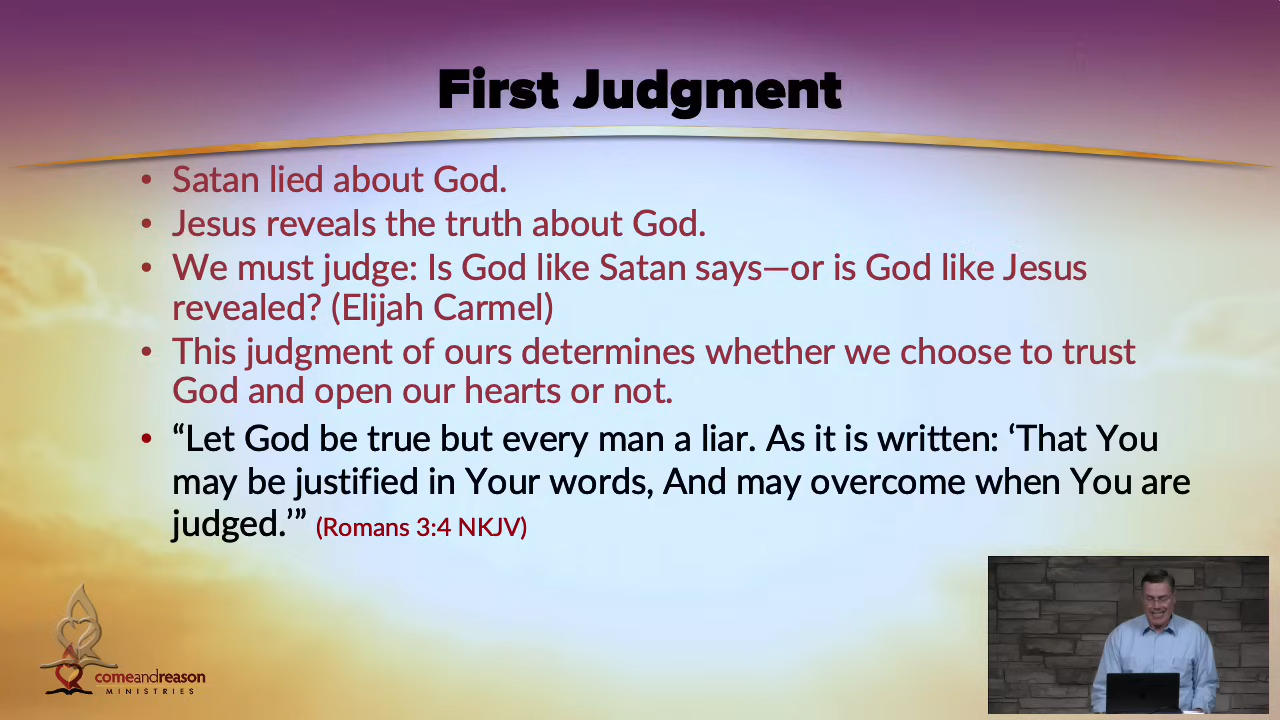 First Judgment
• Satan lied about God.
• Jesus reveals the truth about God.
• We must judge: Is God like Satan says—or is God like Jesus
revealed? (Elijah Carmel)
• This judgment of ours determines whether we choose to trust
God and open our hearts or not.
• “Let God be true but every man a liar. As it is written: ‘That You
may be justified in Your words, And may overcome when You are
judged.’” (Romans 3:4 NKJV)
comeandreason
MINISTRIES